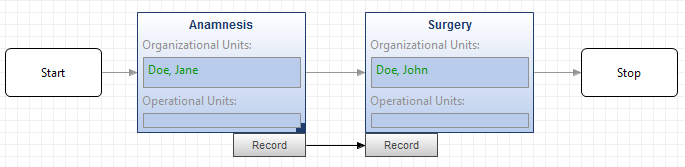 Start
Anamnesis
Organizational Units:
Doe, Jane
Operational Units:
Record
Surgery
Organizational Units:
Doe, John
Operational Units:
Record
Stop